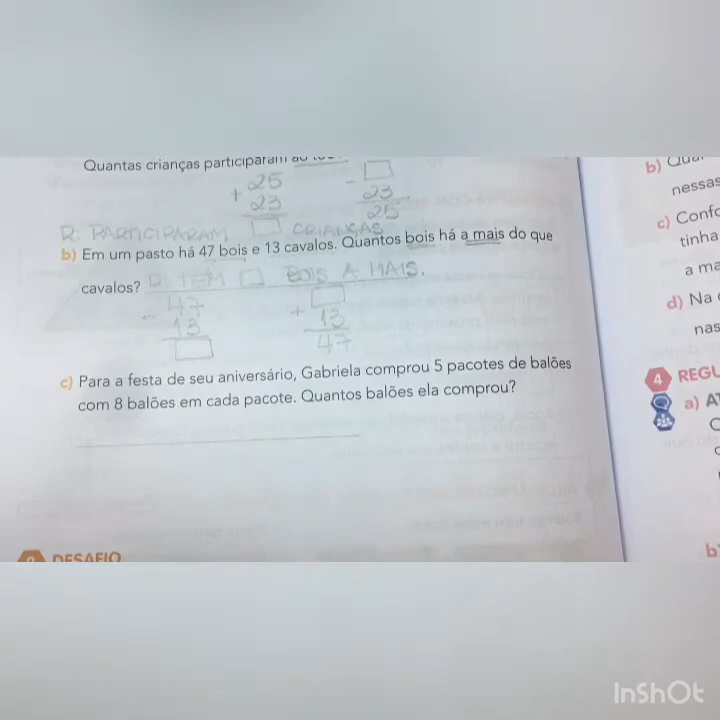 Quantas crianças participaram ao
+ 25
23
- 
23
25
R: PARTICIPARAM CRIANÇAS
b) Em um pasto há 47 bois e 13 cavalos. Quantos bois há a mais do que
cavalos? R: TEM BOIS A MAIS.
- 47
13
+ 
13
47
c) Para a festa de seu aniversário, Gabriela comprou 5 pacotes de balões
com 8 balões em cada pacote. Quantos balões ela comprou?
DESAFIO
b)
nessas
c) Confo
tinha
a ma
d) Na
nas
4 REGU
a)
b)
InShOt